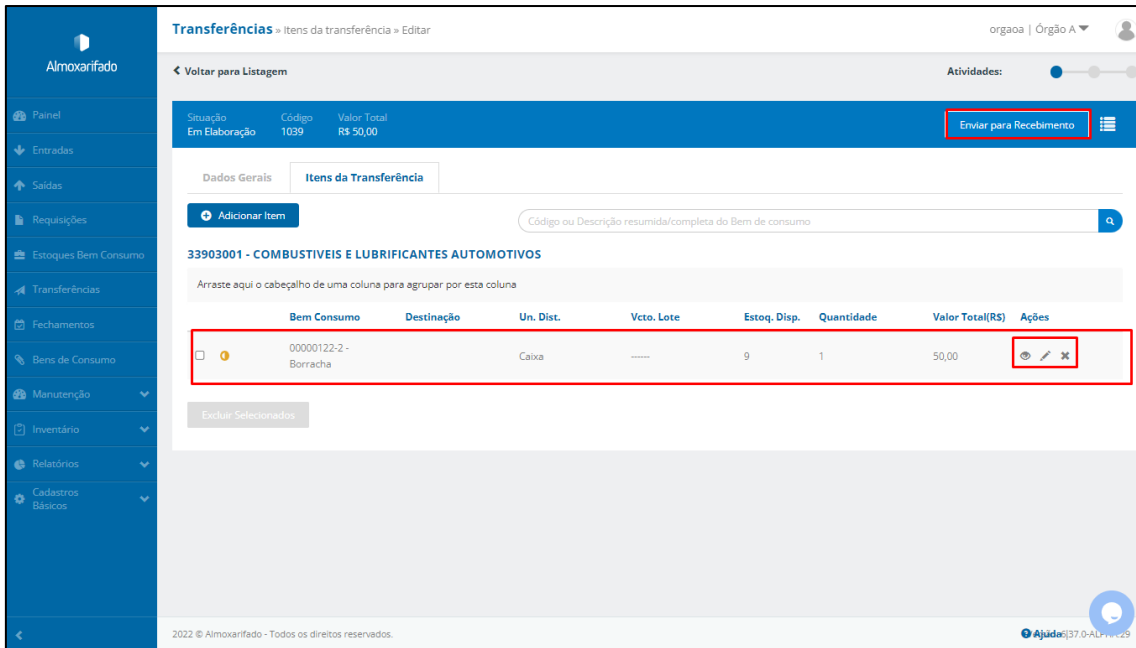 Almoxarifado
Transferências » Itens da transferência » Editar
orgaoa | Órgão A
Voltar para Listagem
Atividades:
Painel
Entradas
Saídas
Requisições
Estoques Bem Consumo
Transferências
Fechamentos
Bens de Consumo
Manutenção
Inventário
Relatórios
Cadastros
Básicos
Situação Código Valor Total
Em Elaboração 1039 R$ 50,00
Enviar para Recebimento
Dados Gerais Itens da Transferência
Adicionar Item
Código ou Descrição resumida/completa do Bem de consumo
33903001 - COMBUSTIVEIS E LUBRIFICANTES AUTOMOTIVOS
Arraste aqui o cabeçalho de uma coluna para agrupar por esta coluna
Bem Consumo Destinação Un. Dist. Vcto. Lote Estoq. Disp. Quantidade Valor Total(R$) Ações
00000122-2 -
Borracha
Caixa ------ 9 1 50,00
Excluir Selecionados
2022 © Almoxarifado - Todos os direitos reservados.
Ajuda